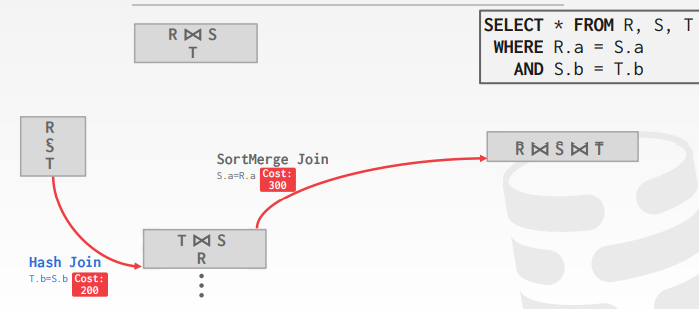 SELECT * FROM R, S, T
WHERE R.a = S.a
AND S.b = T.b
R ⋈ S
T
R
S
T
SortMerge Join
S.a=R.a
Cost:
300
R ⋈ S ⋈ T
T ⋈ S
R
Hash Join
T.b=S.b
Cost:
200